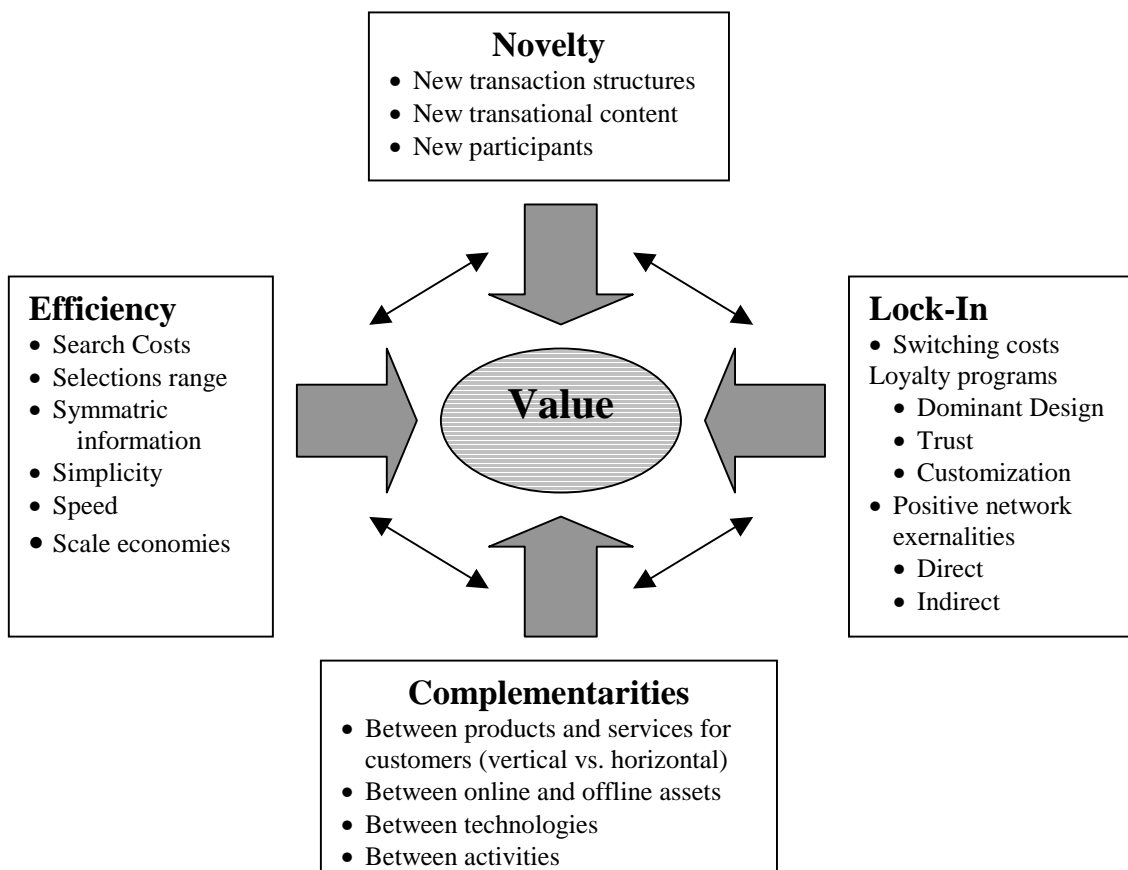 Novelty
• New transaction structures
• New transational content
• New participants
Efficiency
• Search Costs
• Selections range
• Symmatric
information
• Simplicity
• Speed
• Scale economies
Value
Lock-In
• Switching costs
Loyalty programs
• Dominant Design
• Trust
• Customization
• Positive network
exernalities
• Direct
• Indirect
Complementarities
• Between products and services for
customers (vertical vs. horizontal)
• Between online and offline assets
• Between technologies
• Between activities